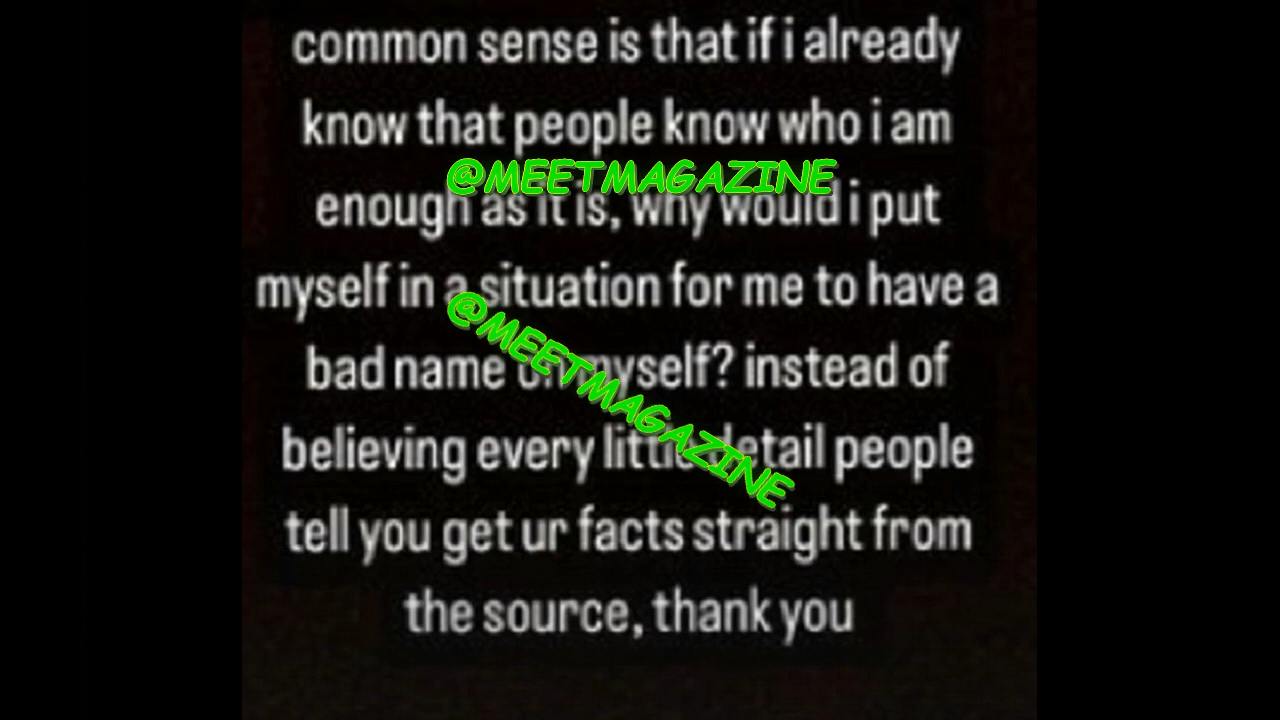 common sense is that if i already
know that people know who i am
@MEETMAGAZINE
enough as it is, why would i put
myself in a situation for me to have a
@MEETMAGAZINE
bad name on myself? instead of
believing every little detail people
tell you get ur facts straight from
the source, thank you